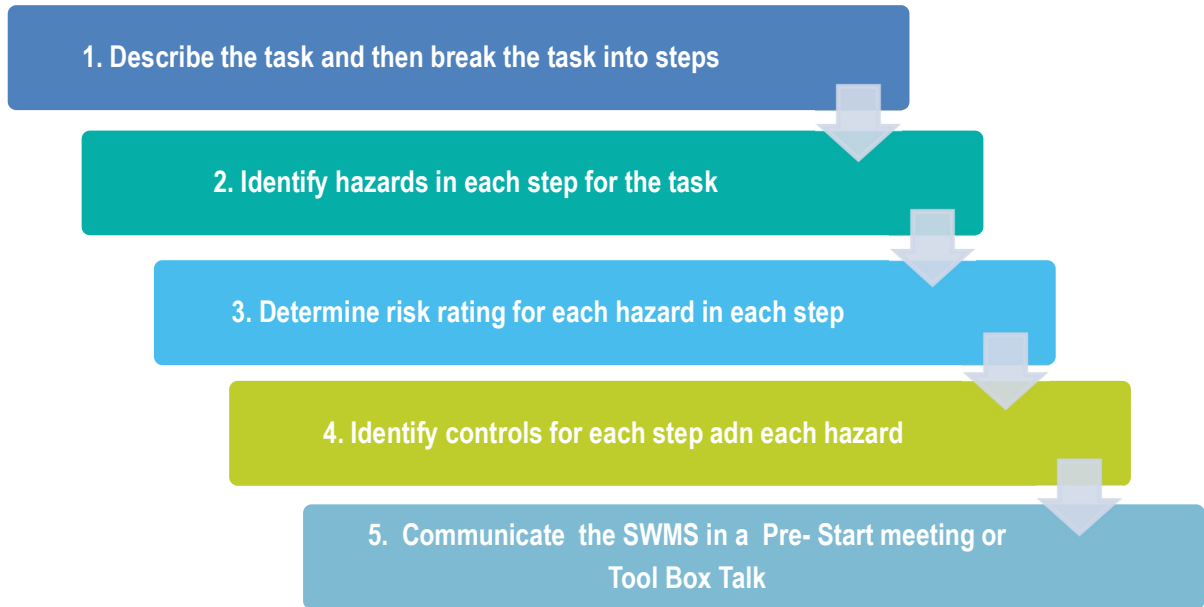 1. Describe the task and then break the task into steps
2. Identify hazards in each step for the task
3. Determine risk rating for each hazard in each step
4. Identify controls for each step adn each hazard
5.  Communicate  the SWMS in a  Pre- Start meeting or
Tool Box Talk